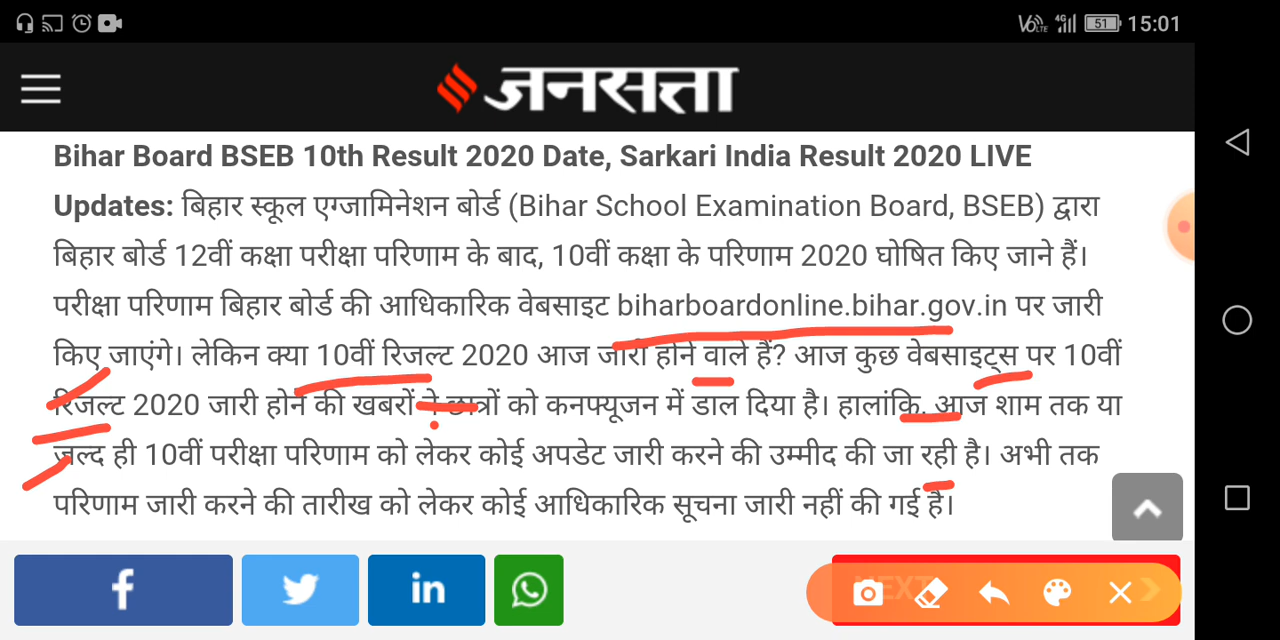 51 15:01
जनसत्ता
Bihar Board BSEB 10th Result 2020 Date, Sarkari India Result 2020 LIVE
Updates: बिहार स्कूल एग्जामिनेशन बोर्ड (Bihar School Examination Board, BSEB) द्वारा
बिहार बोर्ड 12वीं कक्षा परीक्षा परिणाम के बाद, 10वीं कक्षा के परिणाम 2020 घोषित किए जाने हैं।
परीक्षा परिणाम बिहार बोर्ड की आधिकारिक वेबसाइट biharboardonline.bihar.gov.in पर जारी
किए जाएंगे। लेकिन क्या 10वीं रिजल्ट 2020 आज जारी होने वाले हैं? आज कुछ वेबसाइट्स पर 10वीं
रिजल्ट 2020 जारी होने की खबरों ने छात्रों को कनफ्यूजन में डाल दिया है। हालांकि, आज शाम तक या
जल्द ही 10वीं परीक्षा परिणाम को लेकर कोई अपडेट जारी करने की उम्मीद की जा रही है। अभी तक
परिणाम जारी करने की तारीख को लेकर कोई आधिकारिक सूचना जारी नहीं की गई है।
NEXT